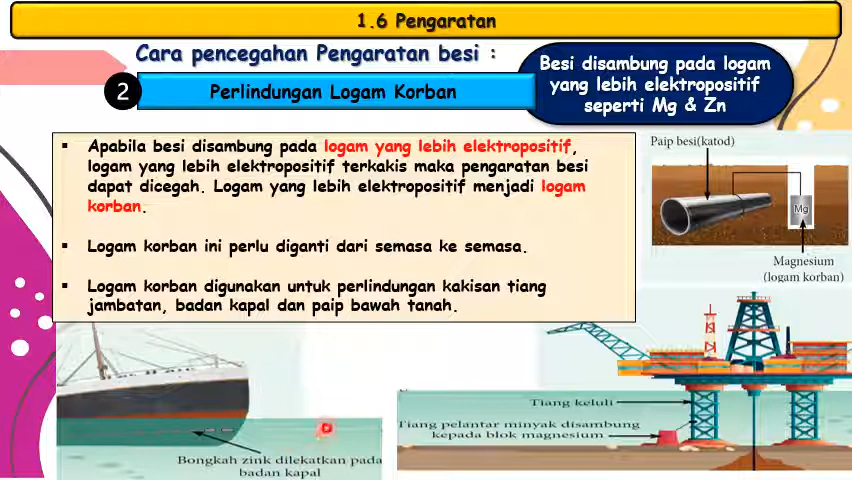 1.6 Pengaratan
Cara pencegahan Pengaratan besi :
2
Perlindungan Logam Korban
Besi disambung pada logam
yang lebih elektropositif
seperti Mg & Zn
▪ Apabila besi disambung pada logam yang lebih elektropositif,
logam yang lebih elektropositif terkakis maka pengaratan besi
dapat dicegah. Logam yang lebih elektropositif menjadi logam
korban.
▪ Logam korban ini perlu diganti dari semasa ke semasa.
▪ Logam korban digunakan untuk perlindungan kakisan tiang
jambatan, badan kapal dan paip bawah tanah.
Paip besi(katod)
Mg
Magnesium
(logam korban)
Bongkah zink dilekatkan pada
badan kapal
Tiang keluli
Tiang pelantar minyak disambung
kepada blok magnesium